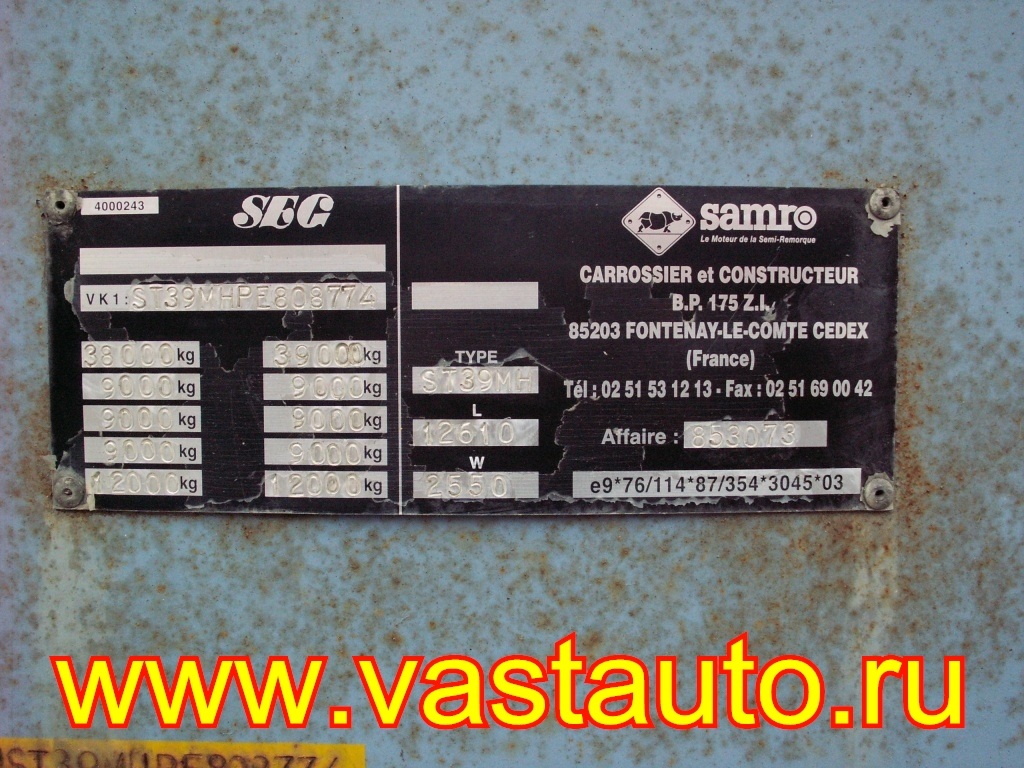 4000243
SEG
VK1: ST39MHPE808774
38000 kg 39000 kg
9000 kg 9000 kg
9000 kg 9000 kg
9000 kg 9000 kg
12000 kg 12000 kg
TYPE
ST39MH
L
12610
W
2550
samro
Le Moteur de la Semi-Remorque
CARROSSIER et CONSTRUCTEUR
B.P. 175 Z.I.
85203 FONTENAY-LE-COMTE CEDEX
(France)
Tél : 02 51 53 12 13 - Fax : 02 51 69 00 42
Affaire : 853073
e9*76/114*87/354*3045*03
www.vastauto.ru